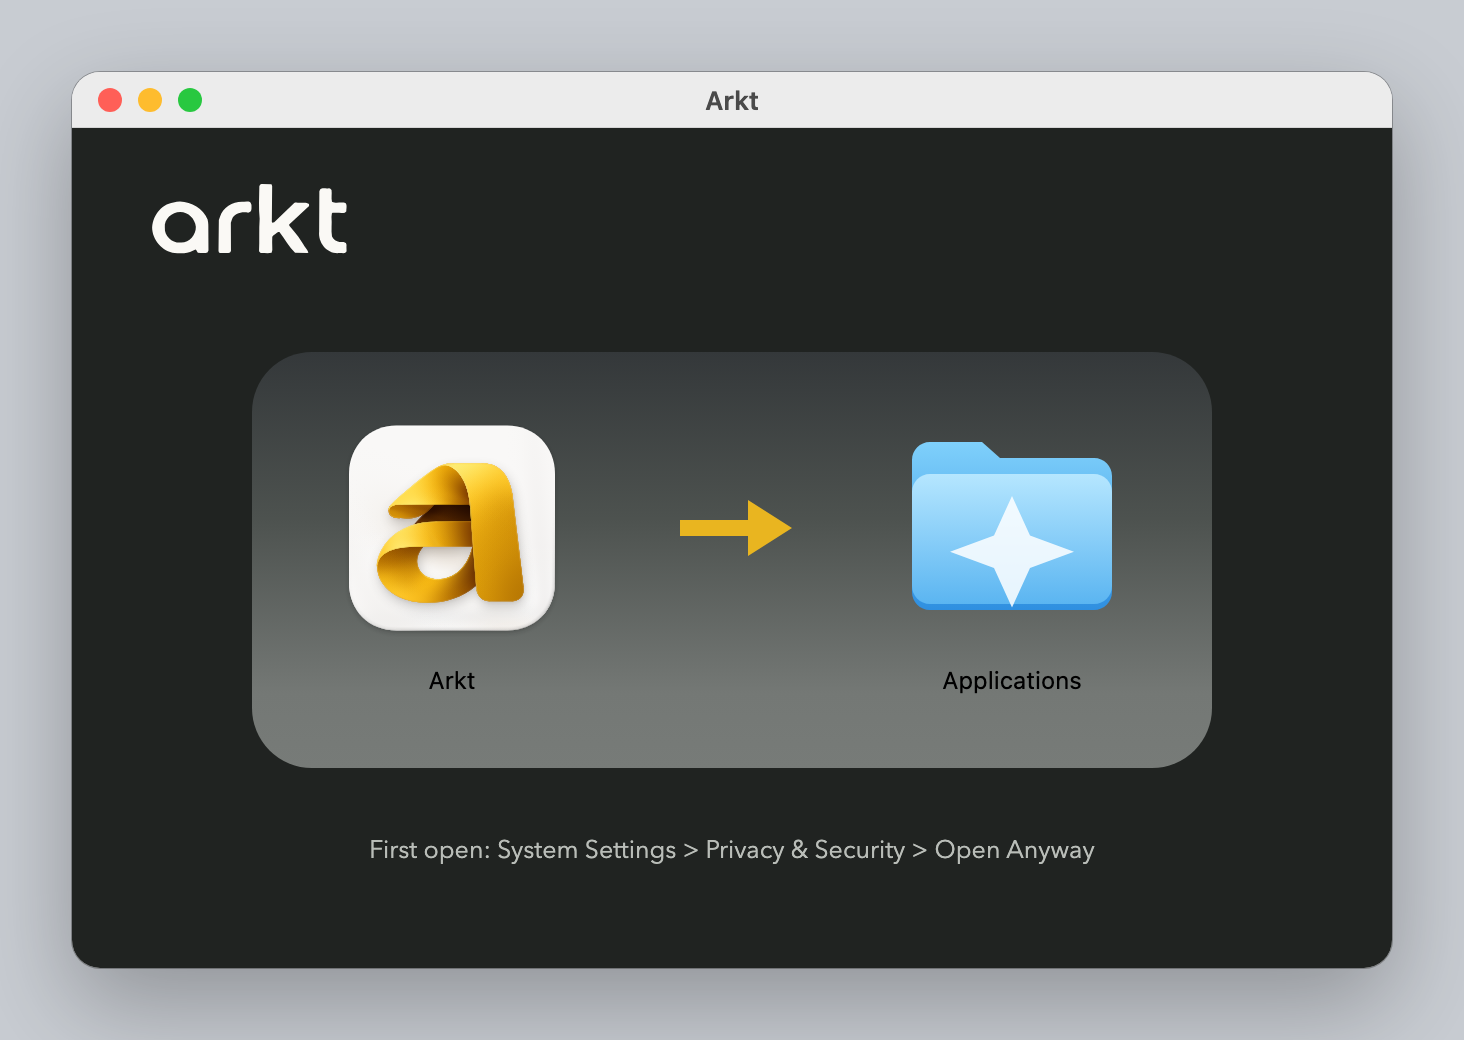 Arkt
arkt
Arkt
Applications
First open: System Settings > Privacy & Security > Open Anyway